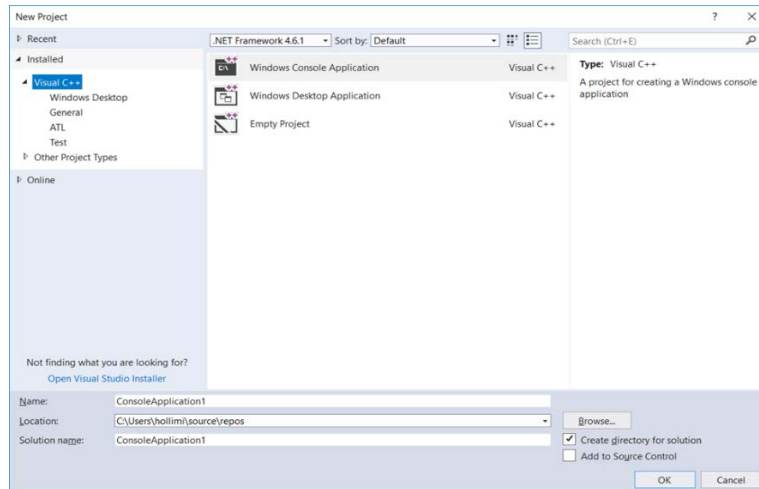 New Project
? ×
Recent
.NET Framework 4.6.1 Sort by: Default
Search (Ctrl+E)
Installed
Visual C++
Windows Desktop
General
ATL
Test
Other Project Types
Online
Windows Console Application Visual C++
Windows Desktop Application Visual C++
Empty Project Visual C++
Type: Visual C++
A project for creating a Windows console
application
Not finding what you are looking for?
Open Visual Studio Installer
Name: ConsoleApplication1
Location: C:\Users\hollimi\source\repos Browse...
Solution name: ConsoleApplication1
Create directory for solution
Add to Source Control
OK Cancel